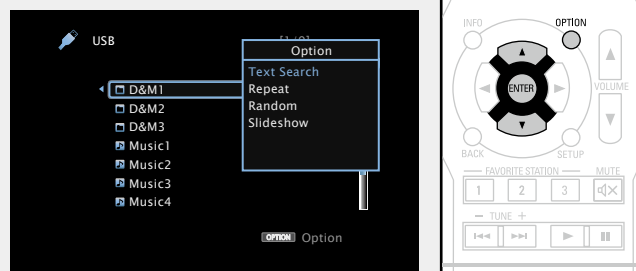 USB
[1/9]
Option
Text Search
Repeat
Random
Slideshow
D&M1
D&M2
D&M3
Music1
Music2
Music3
Music4
OPTION Option
INFO
OPTION
ENTER
VOLUME
BACK
SETUP
FAVORITE STATION
MUTE
1 2 3
− TUNE +